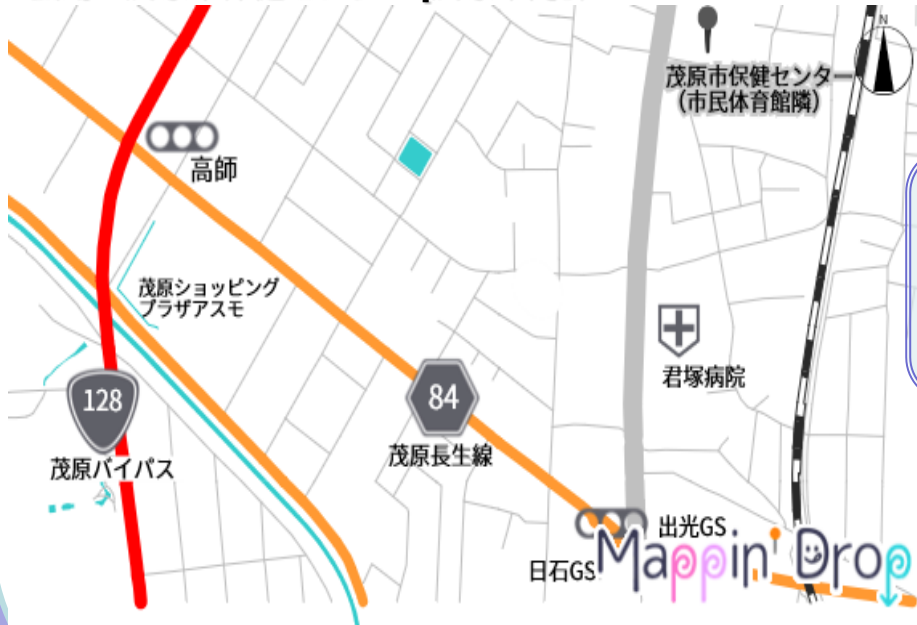 N
茂原市保健センター
(市民体育館隣)
高師
茂原ショッピング
プラザアスモ
君塚病院
128
茂原バイパス
84
茂原長生線
出光GS
日石GS
Mappin Drop